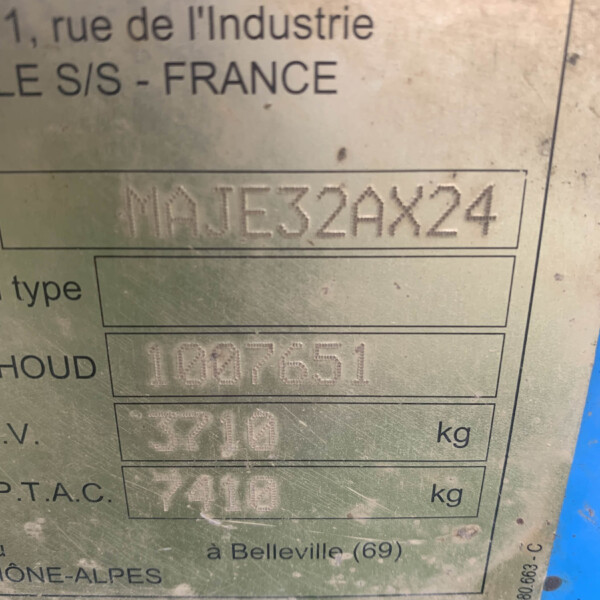 1, rue de l'Industrie
LE S/S - FRANCE
MAJE32AX24
type
HOUD 1007651
.V. 3710 kg
P.T.A.C. 7410 kg
à Belleville (69)
HÔNE-ALPES
80.663 - C